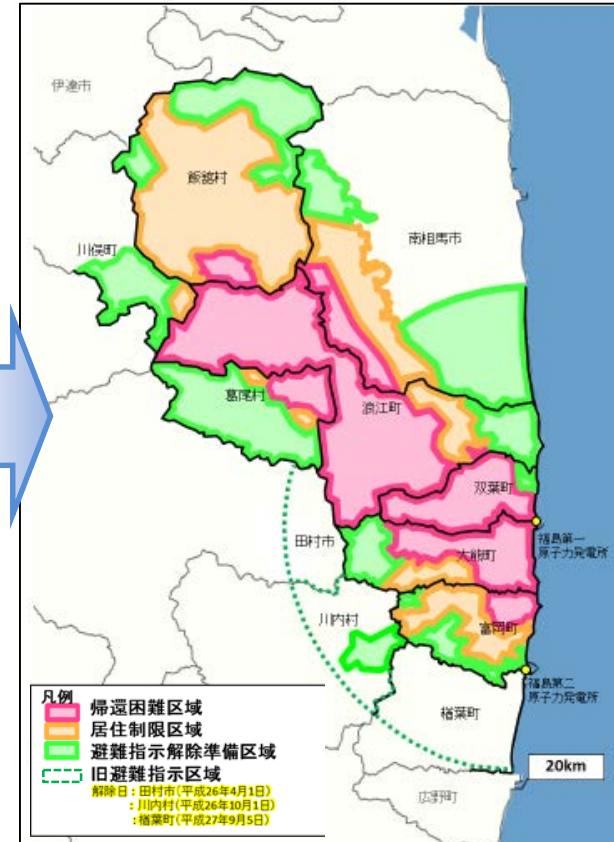 伊達市
飯舘村
川俣町
南相馬市
葛尾村
浪江町
双葉町
福島第一
原子力発電所
田村市
大熊町
川内村
富岡町
福島第二
原子力発電所
楢葉町
20km
広野町
凡例
帰還困難区域
居住制限区域
避難指示解除準備区域
旧避難指示区域
解除日:田村市(平成26年4月1日)
:川内村(平成26年10月1日)
:楢葉町(平成27年9月5日)